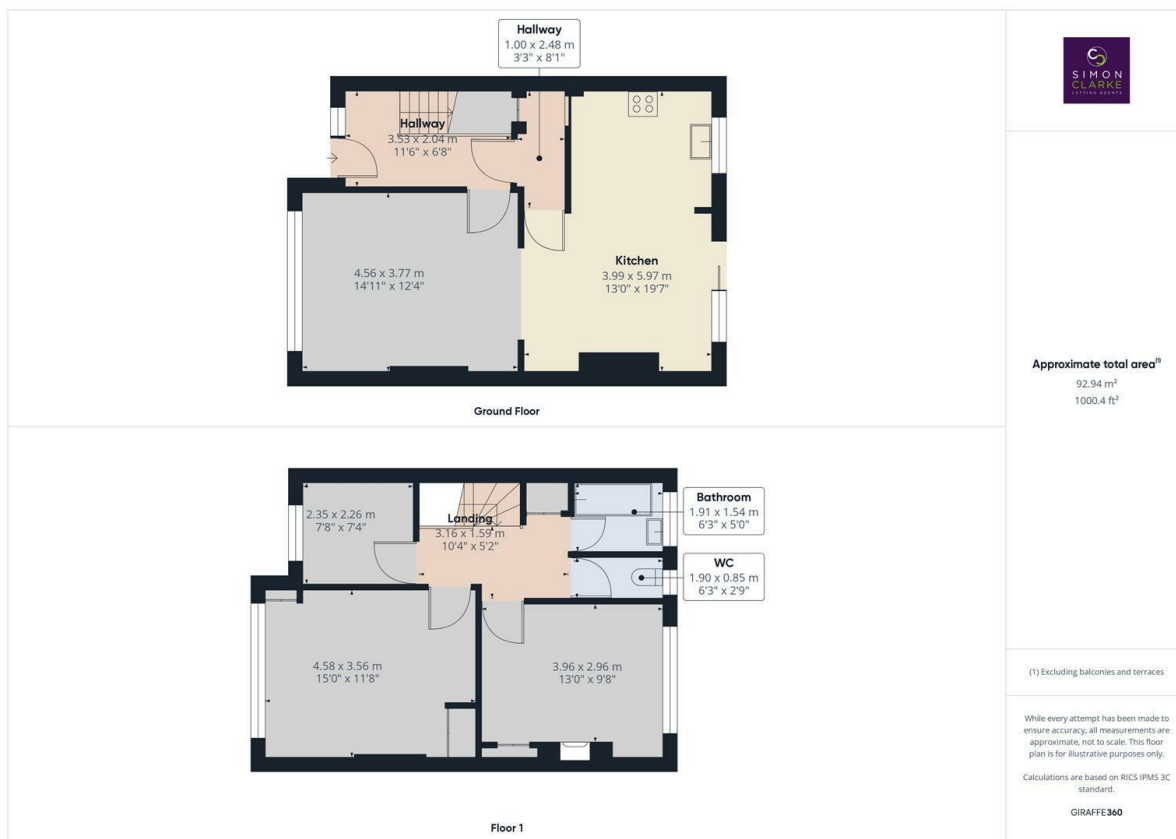 Hallway
1.00 x 2.48 m
3'3" x 8'1"
Hallway
3.53 x 2.04 m
11'6" x 6'8"
4.56 x 3.77 m
14'11" x 12'4"
Kitchen
3.99 x 5.97 m
13'0" x 19'7"
Ground Floor
2.35 x 2.26 m
7'8" x 7'4"
Landing
3.16 x 1.59 m
10'4" x 5'2"
Bathroom
1.91 x 1.54 m
6'3" x 5'0"
WC
1.90 x 0.85 m
6'3" x 2'9"
4.58 x 3.56 m
15'0" x 11'8"
3.96 x 2.96 m
13'0" x 9'8"
Floor 1
SIMON
CLARKE
LETTING AGENTS
Approximate total area(1)
92.94 m²
1000.4 ft²
(1) Excluding balconies and terraces
While every attempt has been made to
ensure accuracy, all measurements are
approximate, not to scale. This floor
plan is for illustrative purposes only.
Calculations are based on RICS IPMS 3C
standard.
GIRAFFE360